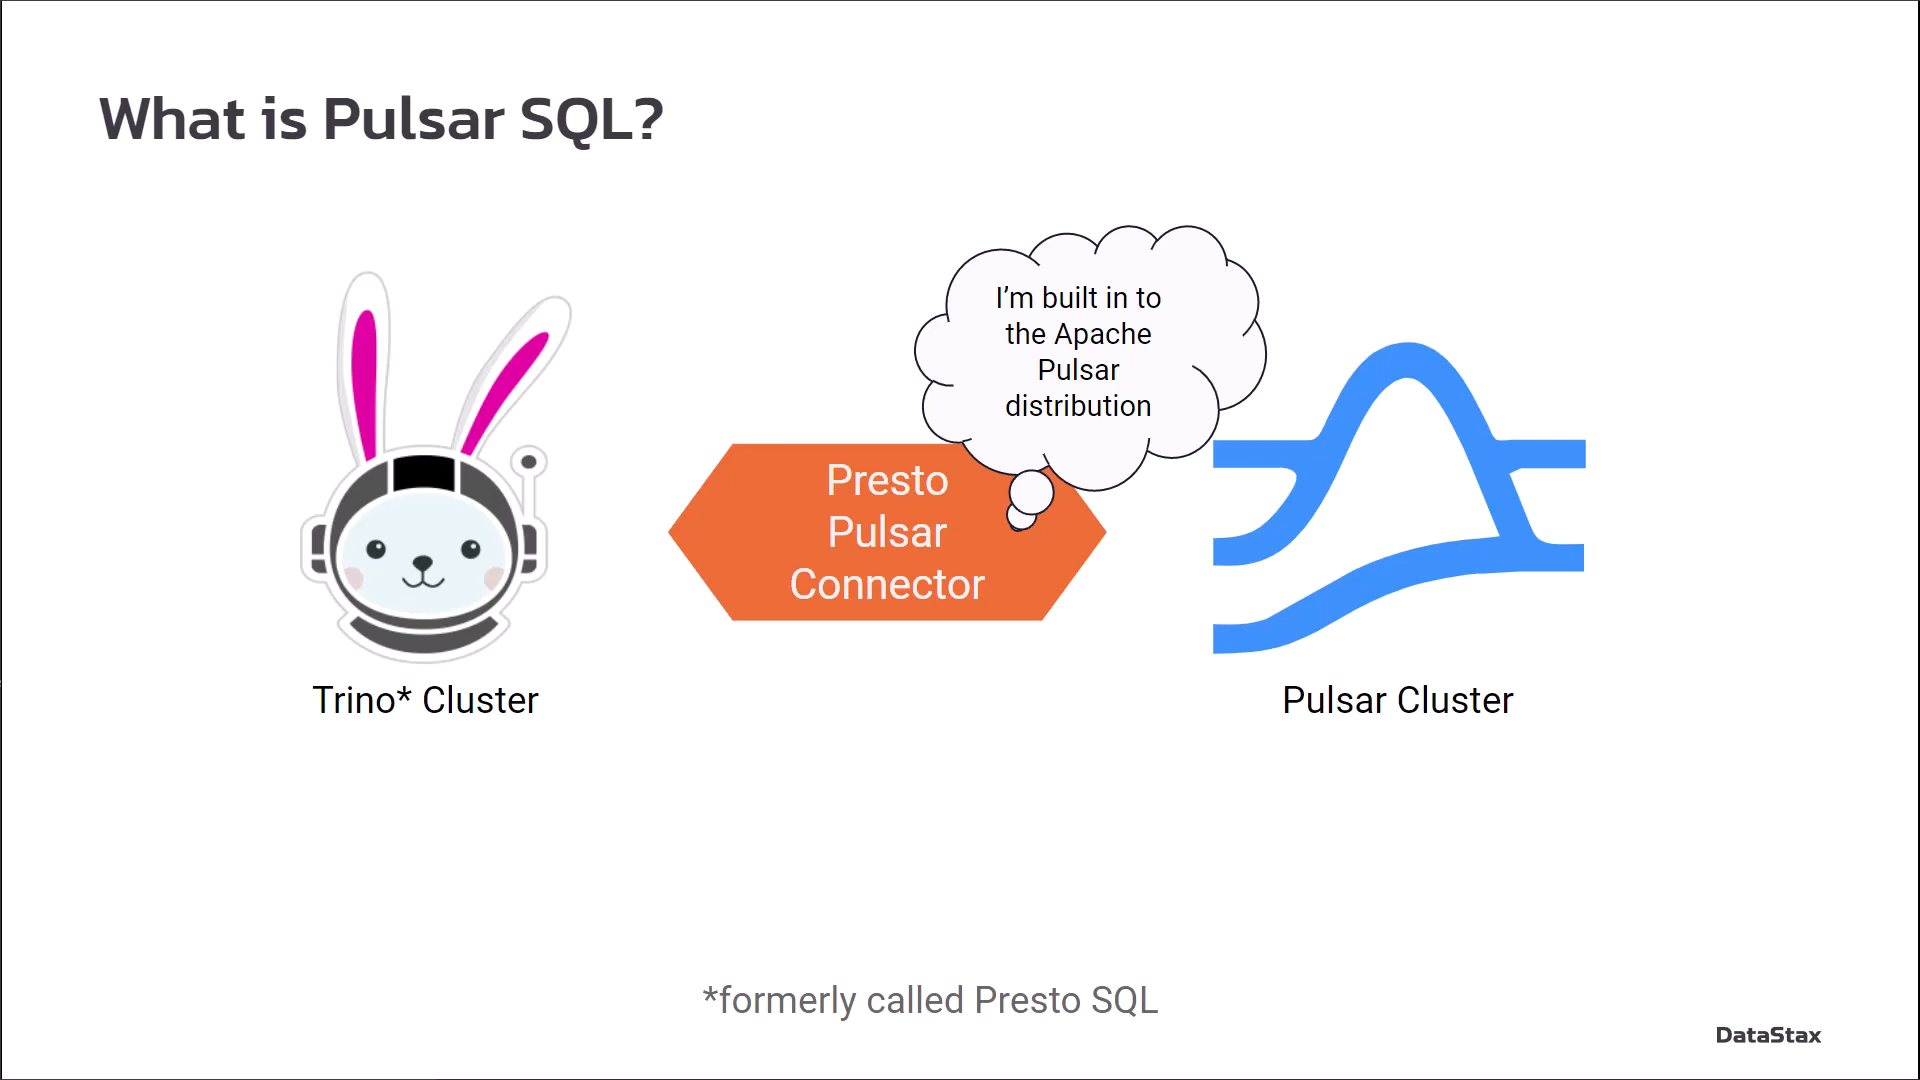 What is Pulsar SQL?
I’m built in to
the Apache
Pulsar
distribution
Presto
Pulsar
Connector
Trino* Cluster
Pulsar Cluster
*formerly called Presto SQL
DataStax